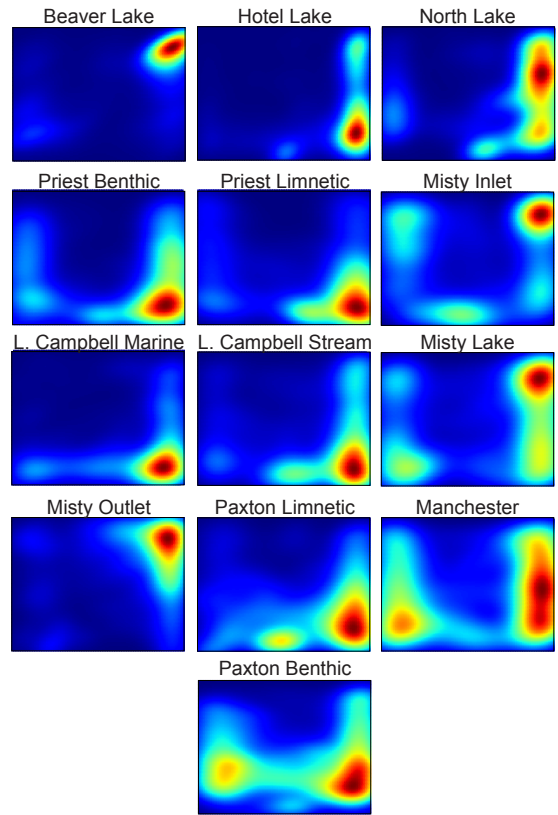 Beaver Lake Hotel Lake North Lake
Priest Benthic Priest Limnetic Misty Inlet
L. Campbell Marine L. Campbell Stream Misty Lake
Misty Outlet Paxton Limnetic Manchester
Paxton Benthic